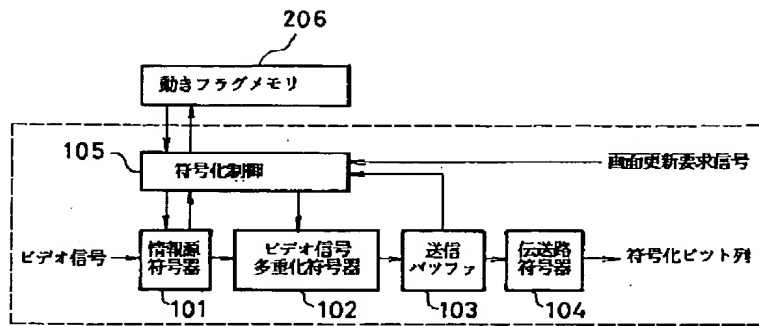 206
動きフラグメモリ
105
符号化制御
画面更新要求信号
ビデオ信号
情報源
符号器
ビデオ信号
多重化符号器
送信
バッファ
伝送路
符号器
符号化ビット列
101
102
103
104